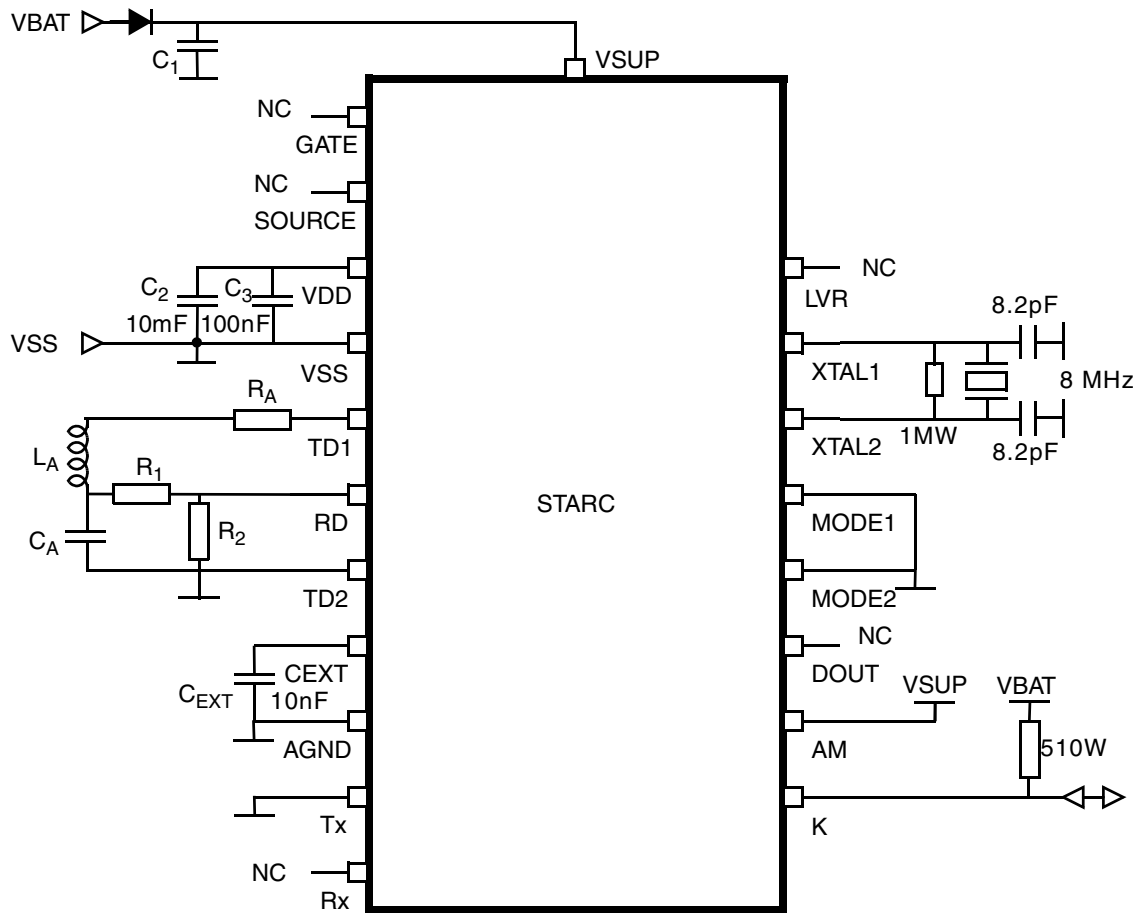 VBAT
C1
VSUP
NC
GATE
NC
SOURCE
C2
C3
VDD
10mF
100nF
VSS
VSS
RA
TD1
LA
R1
R2
RD
CA
TD2
CEXT
CEXT
10nF
AGND
Tx
NC
Rx
STARC
NC
LVR
8.2pF
XTAL1
8 MHz
XTAL2
1MW
8.2pF
MODE1
MODE2
NC
DOUT
VSUP
VBAT
AM
510W
K